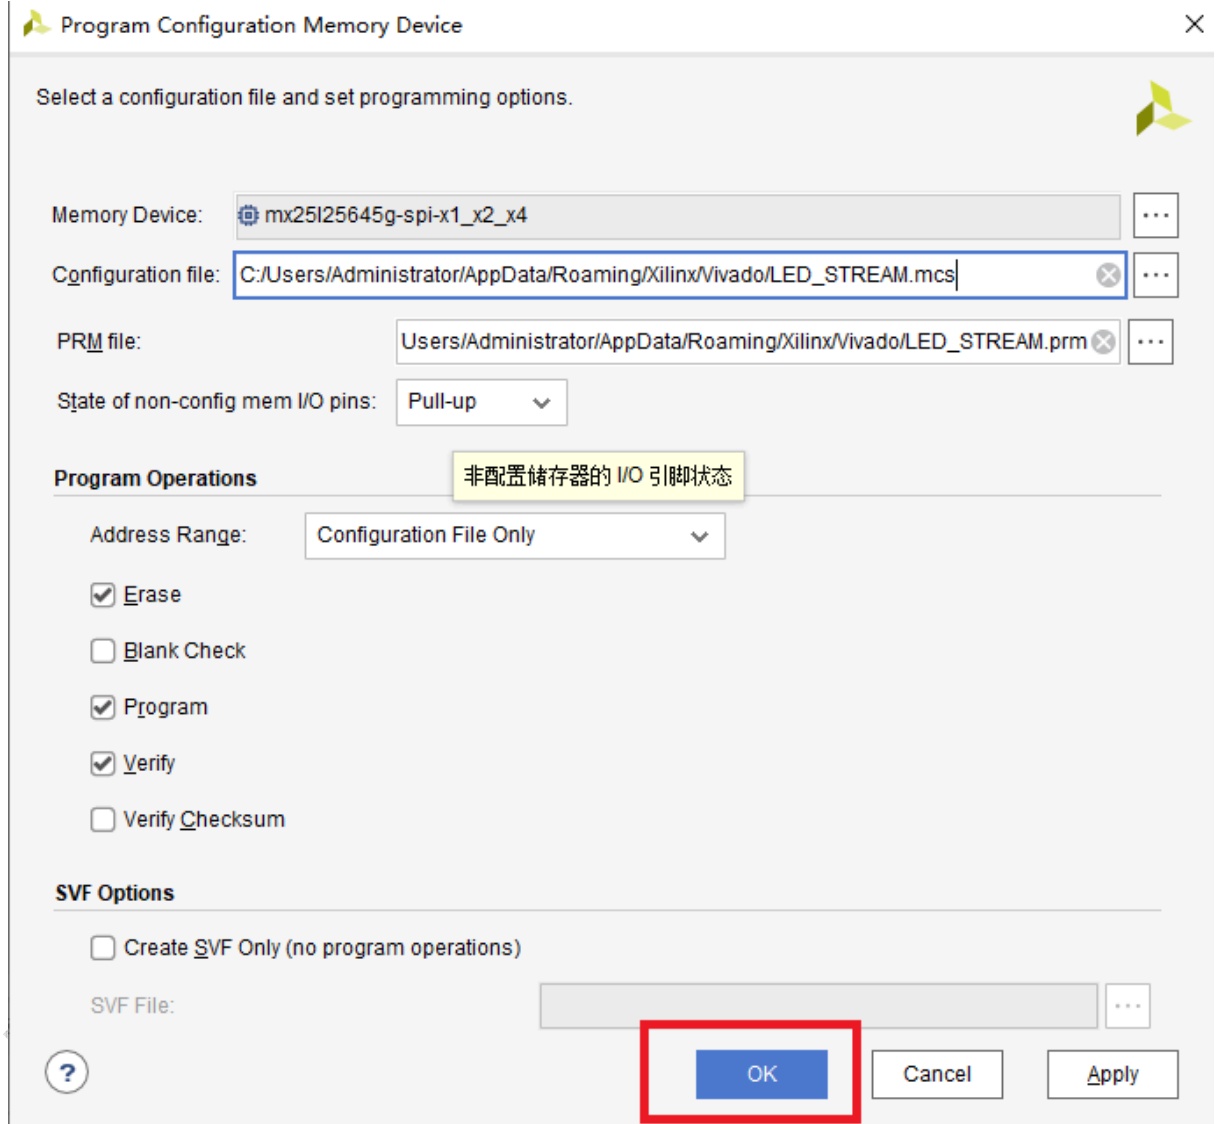 Program Configuration Memory Device
Select a configuration file and set programming options.
Memory Device: mx25l25645g-spi-x1_x2_x4 ...
Configuration file: C:/Users/Administrator/AppData/Roaming/Xilinx/Vivado/LED_STREAM.mcs ...
PRM file: Users/Administrator/AppData/Roaming/Xilinx/Vivado/LED_STREAM.prm ...
State of non-config mem I/O pins: Pull-up
非配置储存器的 I/O 引脚状态
Program Operations
Address Range: Configuration File Only
Erase
Blank Check
Program
Verify
Verify Checksum
SVF Options
Create SVF Only (no program operations)
SVF File: ...
? OK Cancel Apply